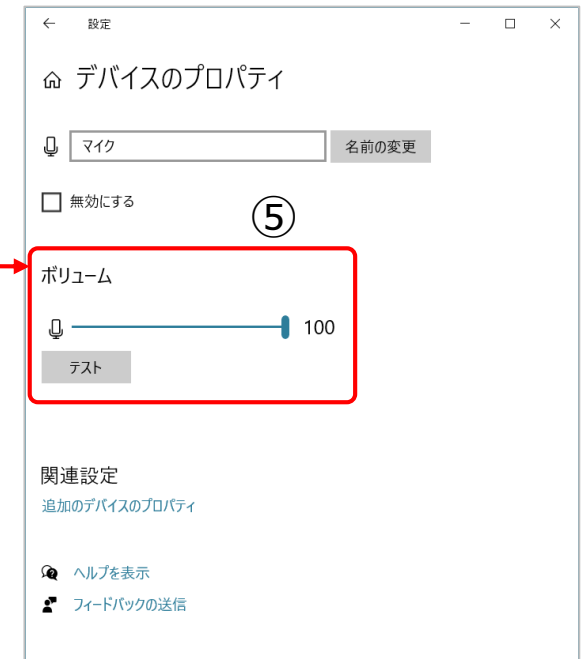 設定
デバイスのプロパティ
マイク
名前の変更
無効にする
⑤
ボリューム
100
テスト
関連設定
追加のデバイスのプロパティ
ヘルプを表示
フィードバックの送信